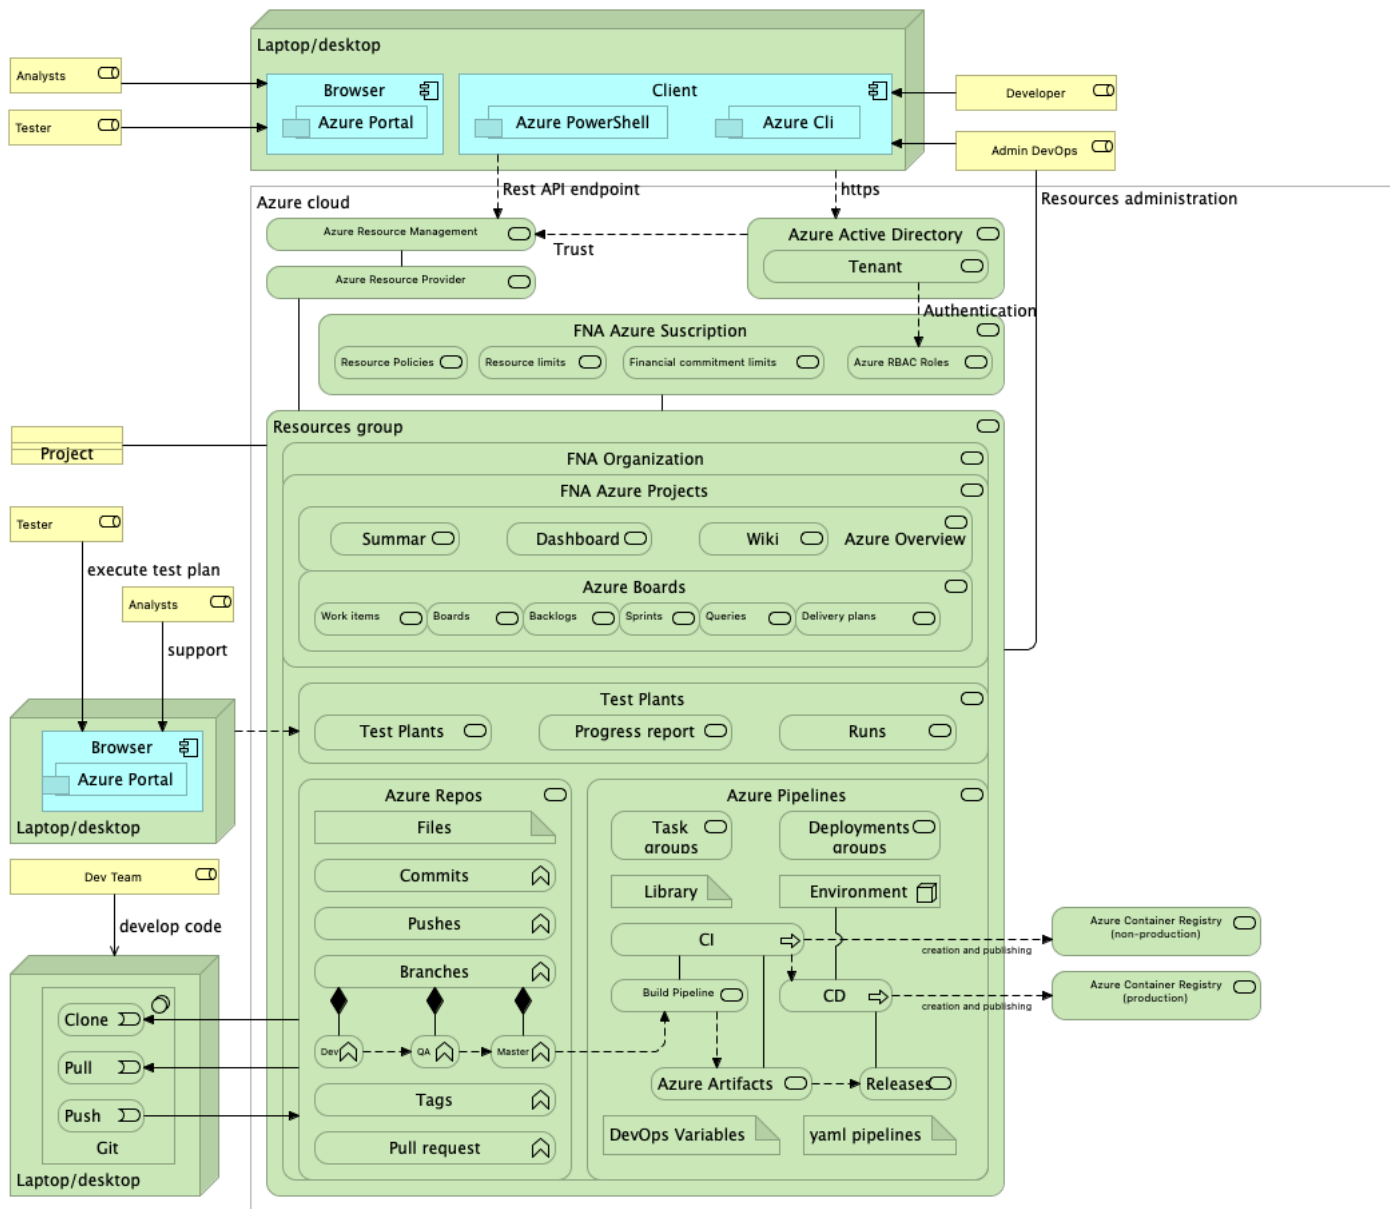 Laptop/desktop
Analysts
Browser
Client
Developer
Azure Portal
Azure PowerShell
Azure Cli
Tester
Admin DevOps
Rest API endpoint
https
Resources administration
Azure cloud
Azure Resource Management
Azure Active Directory
Trust
Tenant
Azure Resource Provider
Authentication
FNA Azure Suscription
Resource Policies
Resource limits
Financial commitment limits
Azure RBAC Roles
Resources group
Project
FNA Organization
FNA Azure Projects
Tester
Summar
Dashboard
Wiki
Azure Overview
execute test plan
Azure Boards
Analysts
Work items
Boards
Backlogs
Sprints
Queries
Delivery plans
support
Test Plants
Test Plants
Progress report
Runs
Browser
Azure Portal
Laptop/desktop
Azure Repos
Azure Pipelines
Files
Task
groups
Deployments
groups
Dev Team
Commits
Library
Environment
develop code
Pushes
CI
creation and publishing
Azure Container Registry
(non-production)
Branches
Build Pipeline
CD
creation and publishing
Azure Container Registry
(production)
Clone
Dev
QA
Master
Pull
Azure Artifacts
Releases
Push
Tags
Git
Pull request
DevOps Variables
yaml pipelines
Laptop/desktop